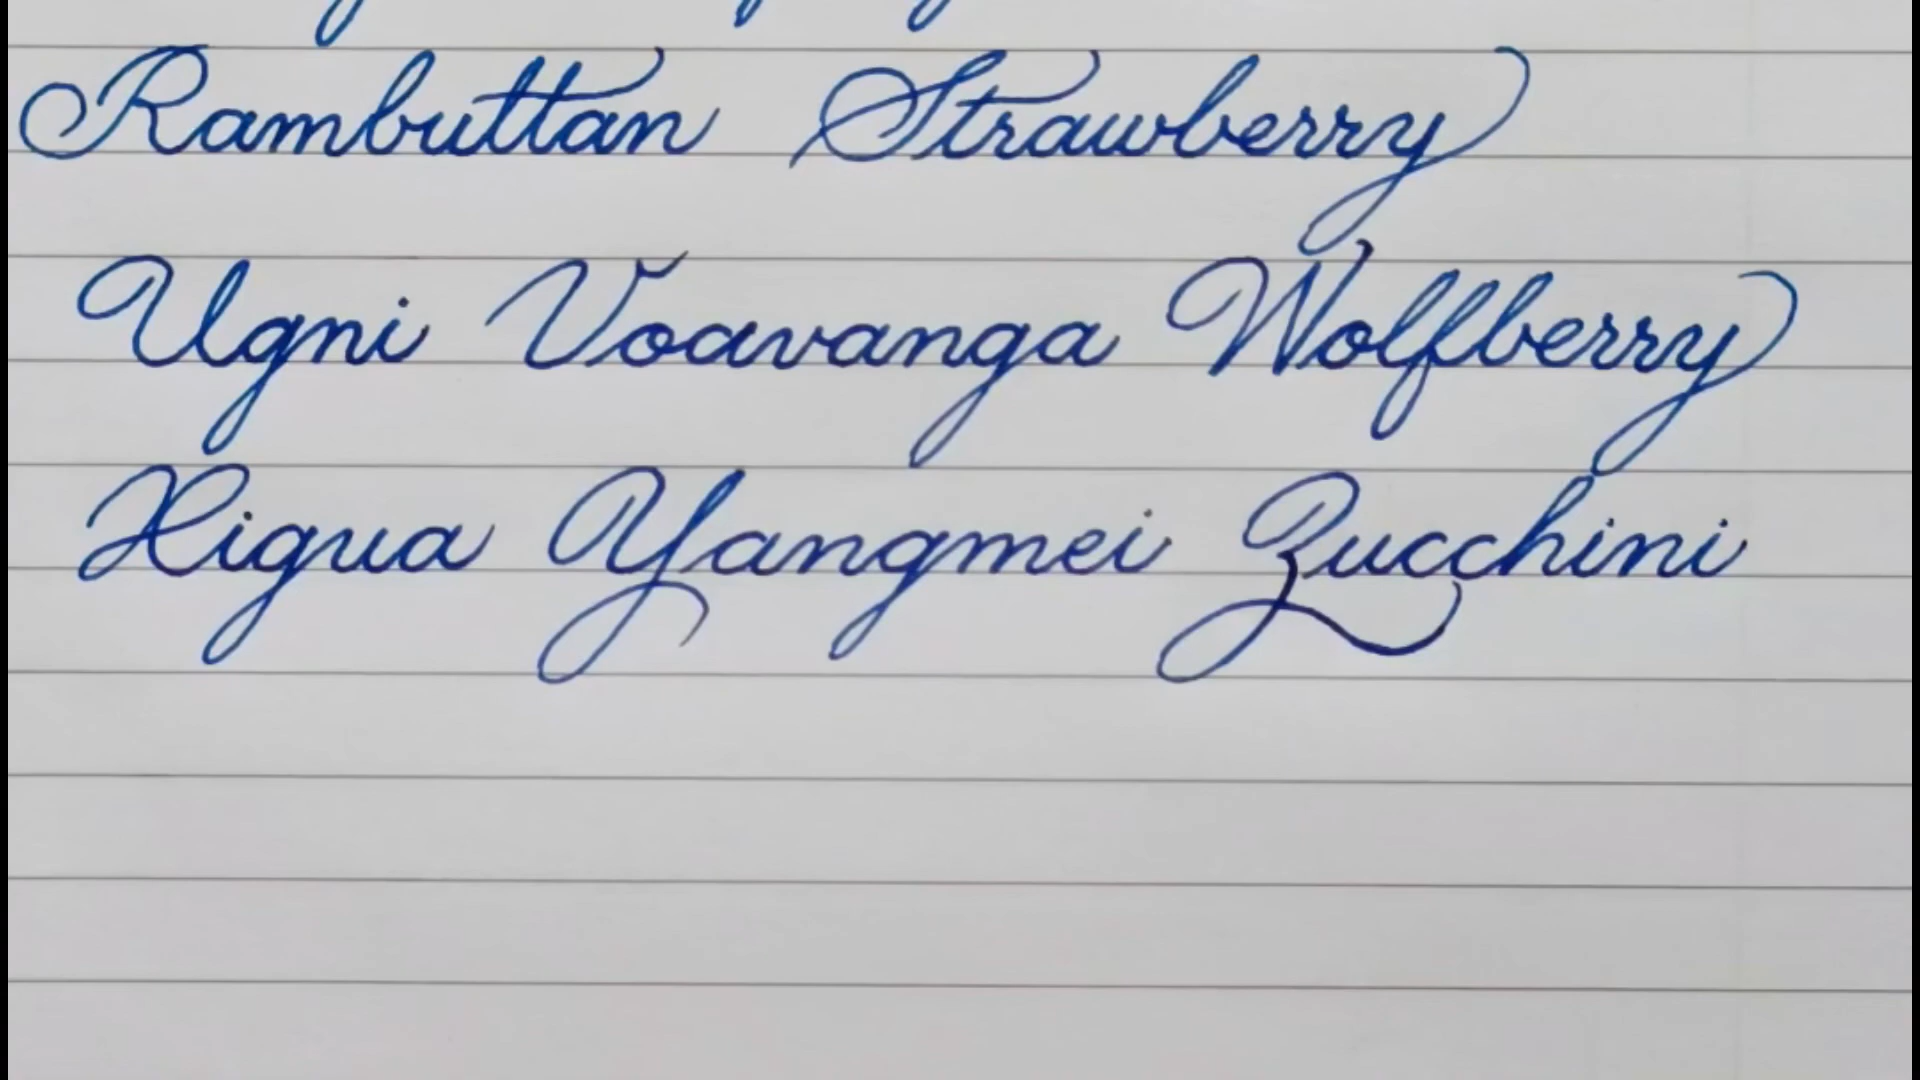 Rambuttan Strawberry
Ugni Voavanga Wolfberry
Xigua Yangmei Zucchini